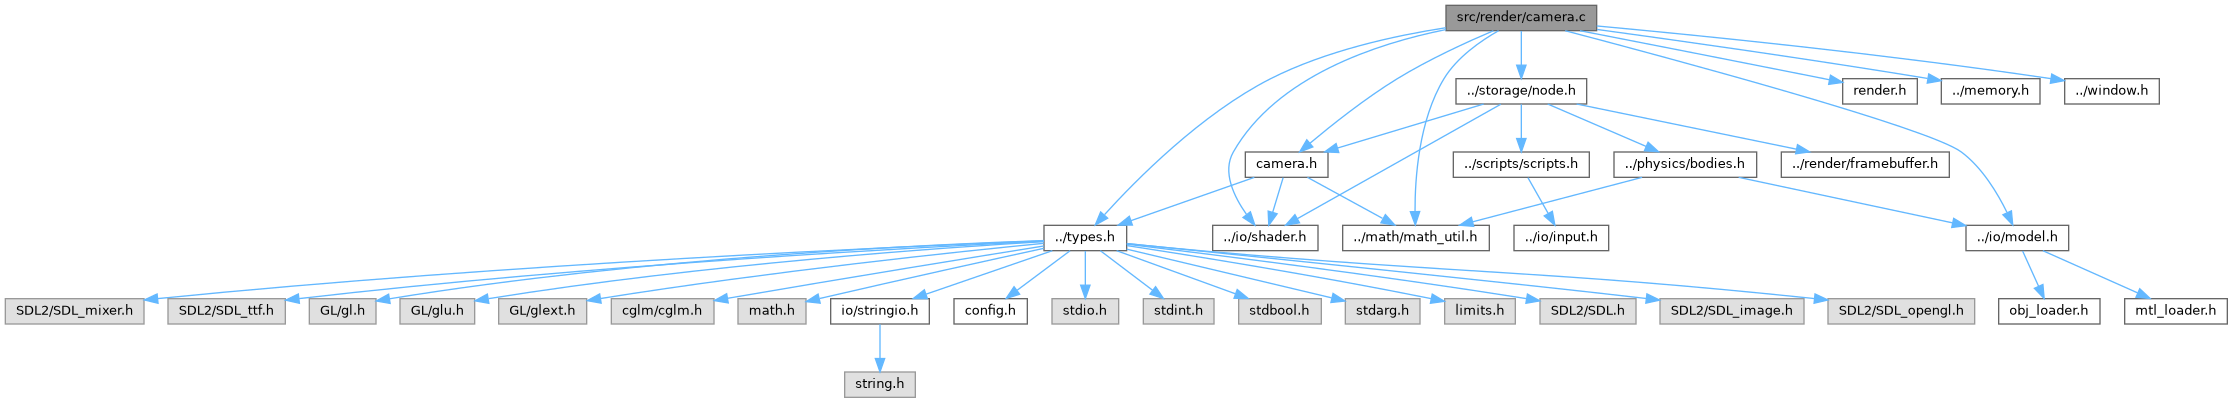 src/render/camera.c
../storage/node.h
render.h
../memory.h
../window.h
camera.h
../scripts/scripts.h
../physics/bodies.h
../render/framebuffer.h
../types.h
../io/shader.h
../math/math_util.h
../io/input.h
../io/model.h
SDL2/SDL_mixer.h
SDL2/SDL_ttf.h
GL/gl.h
GL/glu.h
GL/glext.h
cglm/cglm.h
math.h
io/stringio.h
config.h
stdio.h
stdint.h
stdbool.h
stdarg.h
limits.h
SDL2/SDL.h
SDL2/SDL_image.h
SDL2/SDL_opengl.h
obj_loader.h
mtl_loader.h
string.h